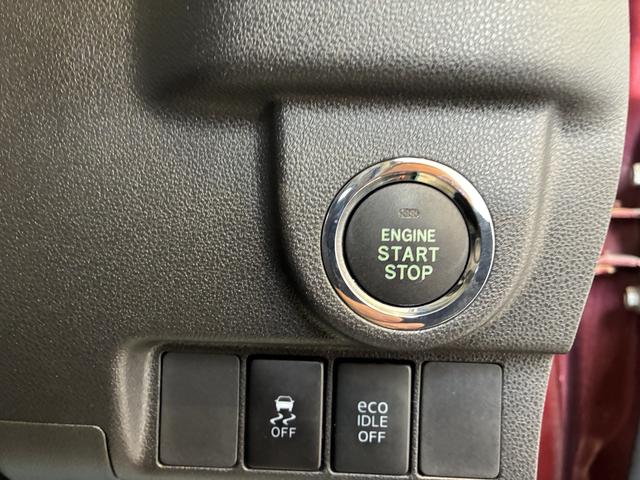 ENGINE
START
STOP
OFF
eco
IDLE
OFF